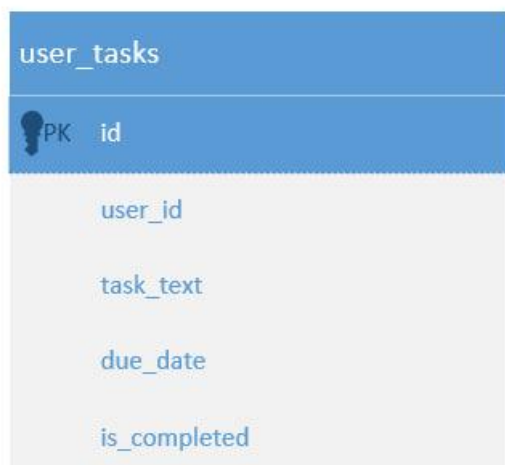 user_tasks
PK id
user_id
task_text
due_date
is_completed